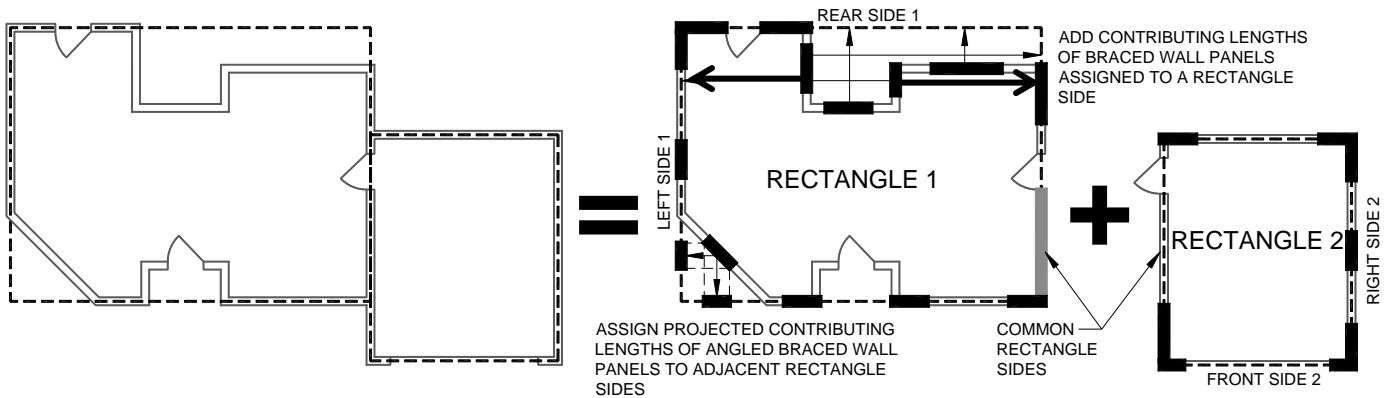 REAR SIDE 1
ADD CONTRIBUTING LENGTHS
OF BRACED WALL PANELS
ASSIGNED TO A RECTANGLE
SIDE
LEFT SIDE 1
RECTANGLE 1
RECTANGLE 2
RIGHT SIDE 2
ASSIGN PROJECTED CONTRIBUTING
LENGTHS OF ANGLED BRACED WALL
PANELS TO ADJACENT RECTANGLE
SIDES
COMMON
RECTANGLE
SIDES
FRONT SIDE 2